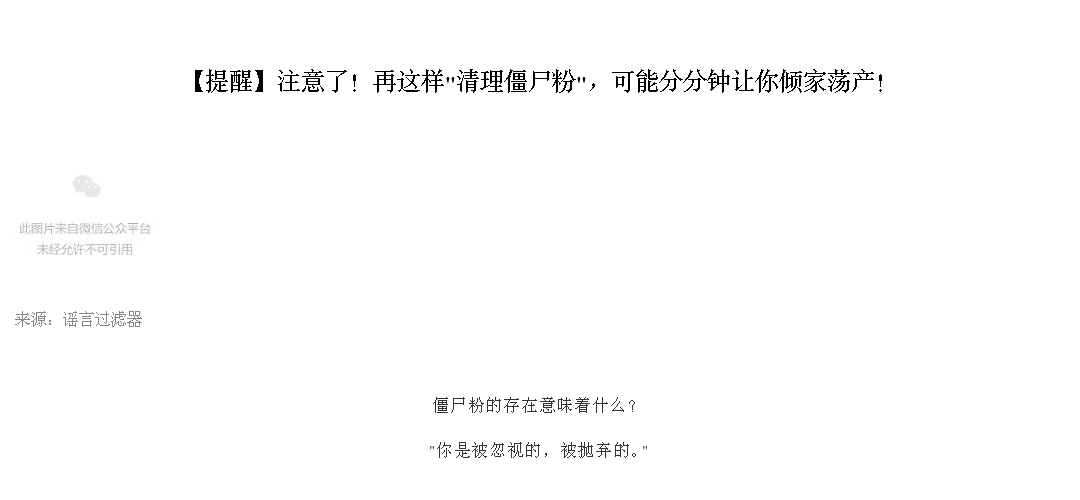 【提醒】注意了！再这样"清理僵尸粉"，可能分分钟让你倾家荡产！
此图片来自微信公众平台
未经允许不可引用
来源：谣言过滤器
僵尸粉的存在意味着什么？
"你是被忽视的，被抛弃的。"